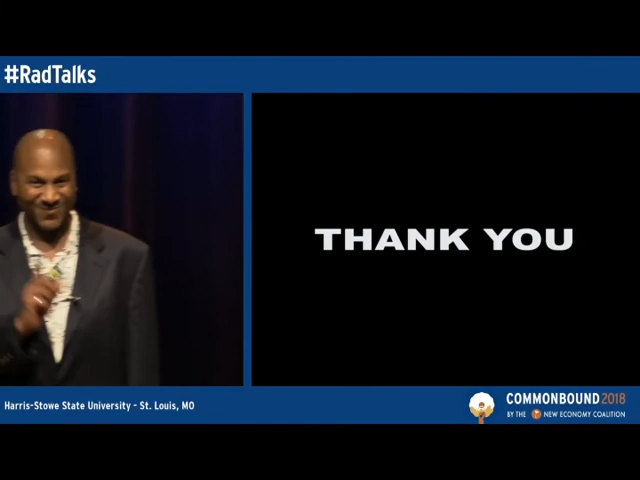 #RadTalks
THANK YOU
Harris-Stowe State University - St. Louis, MO
COMMONBOUND2018
BY THE NEW ECONOMY COALITION